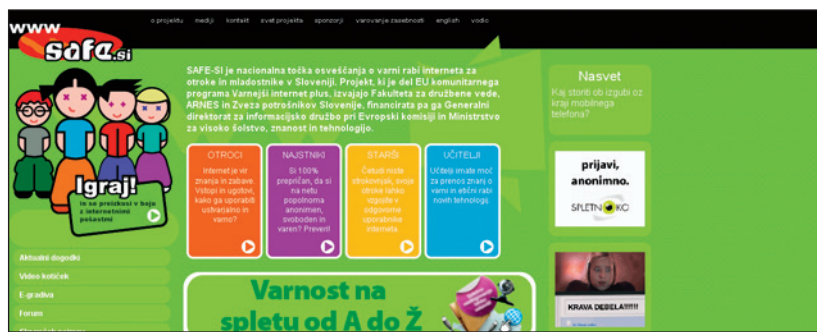 www
safe.si
o projektu mediji kontakt svet projekta sponzorji varovanje zasebnosti english vodic
SAFE-SI je nacionalna točka osveščanja o varni rabi interneta za
otroke in mladostnike v Sloveniji. Projekt, ki je del EU komunitarnega
programa Varnejši internet plus, izvajajo Fakulteta za družbene vede,
ARNES in Zveza potrošnikov Slovenije, financirata pa ga Generalni
direktorat za informacijsko družbo pri Evropski komisiji in Ministrstvo
za visoko šolstvo, znanost in tehnologijo.
Nasvet
Kaj storiti ob izgubi oz
kraji mobilnega
telefona?
OTROCI
Internet je vir
znanja in zabave.
Vstopi in ugotovi,
kako ga uporabiti
ustvarjalno in
varno?
NAJSTNIKI
Si 100%
prepričan, da si
na netu
popolnoma
anonimen,
svoboden in
varen? Preveri!
STARŠI
Četudi niste
strokovnjak, svoje
otroke lahko
vzgojite v
odgovorne
uporabnike
interneta.
UČITELJI
Učitelji imate moč
za prenos znanj o
varni in etični rabi
novih tehnologij.
prijavi,
anonimno.
SPLETNO OKO
Igraj!
in se preizkusi v boju
z internetnimi
pošastmi
Aktualni dogodki
Video kotiček
E-gradiva
Forum
Varnost na
spletu od A do Ž
KRAVA DEBELA!!!!!!